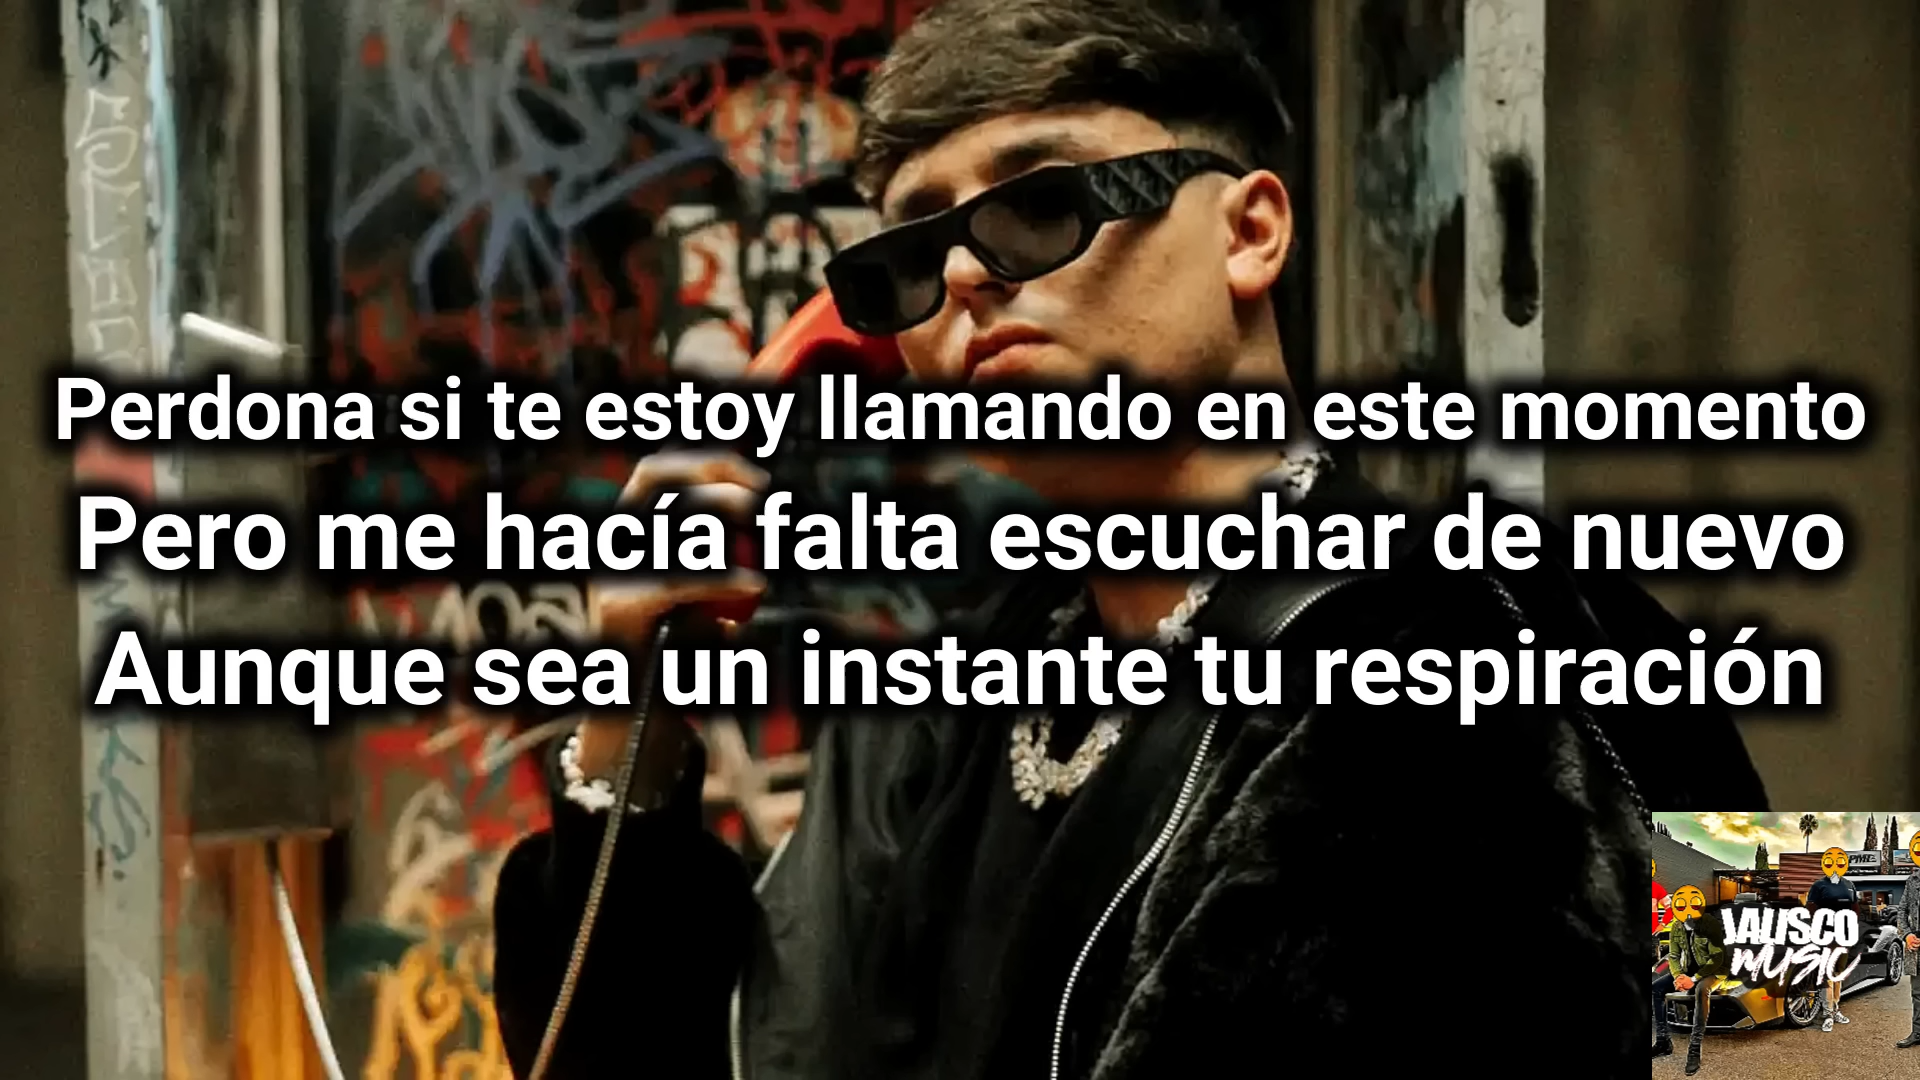 Perdona si te estoy llamando en este momento
Pero me hacía falta escuchar de nuevo
Aunque sea un instante tu respiración
JALISCO
MUSIC